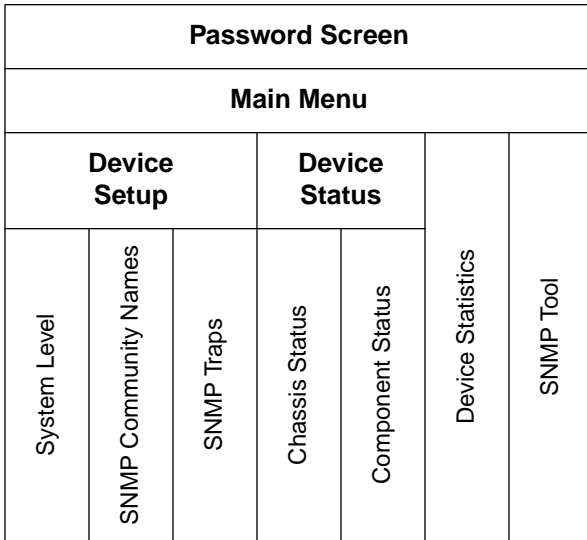 Password Screen
Main Menu
Device
Setup
Device
Status
System Level
SNMP Community Names
SNMP Traps
Chassis Status
Component Status
Device Statistics
SNMP Tool